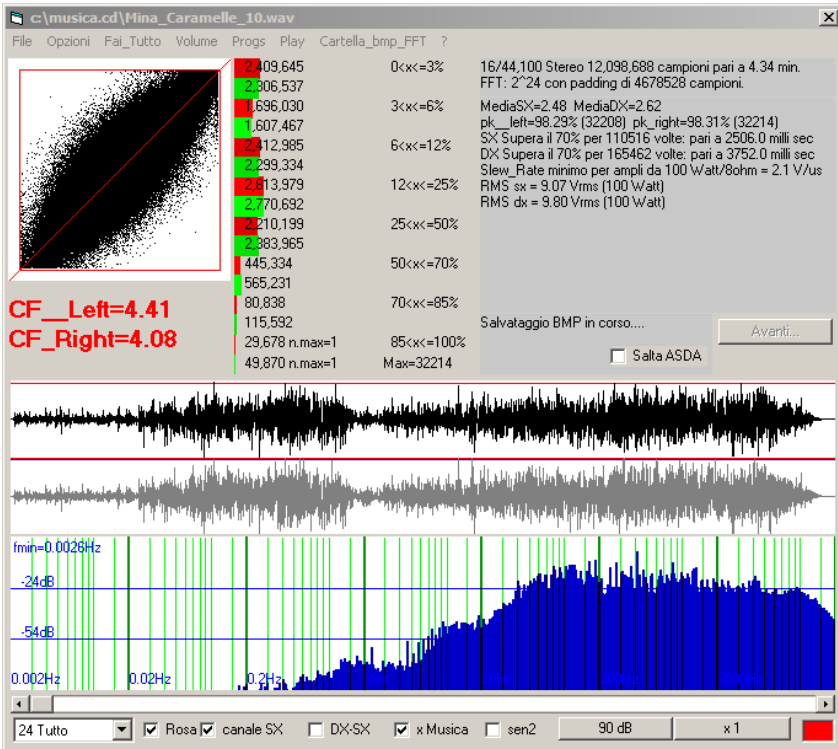 c:\musica.cd\Mina_Caramelle_10.wav
File Opzioni Fai_Tutto Volume Progs Play Cartella_bmp_FFT ?
2,409,645 0<x<=3%
2,306,537
1,696,030 3<x<=6%
1,607,467
2,412,985 6<x<=12%
2,299,334
2,813,979 12<x<=25%
2,770,692
2,210,199 25<x<=50%
2,383,965
445,334 50<x<=70%
565,231
80,838 70<x<=85%
115,592
29,678 n.max=1 85<x<=100%
49,870 n.max=1 Max=32214
CF__Left=4.41
CF_Right=4.08
16/44,100 Stereo 12,098,688 campioni pari a 4.34 min.
FFT: 2^24 con padding di 4678528 campioni.
MediaSX=2.48 MediaDX=2.62
pk__left=98.29% (32208) pk_right=98.31% (32214)
SX Supera il 70% per 110516 volte: pari a 2506.0 milli sec
DX Supera il 70% per 165462 volte: pari a 3752.0 milli sec
Slew_Rate minimo per ampli da 100 Watt/8ohm = 2.1 V/us
RMS sx = 9.07 Vrms (100 Watt)
RMS dx = 9.80 Vrms (100 Watt)
Salvataggio BMP in corso....
Avanti...
Salta ASDA
fmin=0.0026Hz
-24dB
-54dB
0.002Hz 0.02Hz 0.2Hz
24 Tutto Rosa canale SX DX-SX x Musica sen2 90 dB x 1